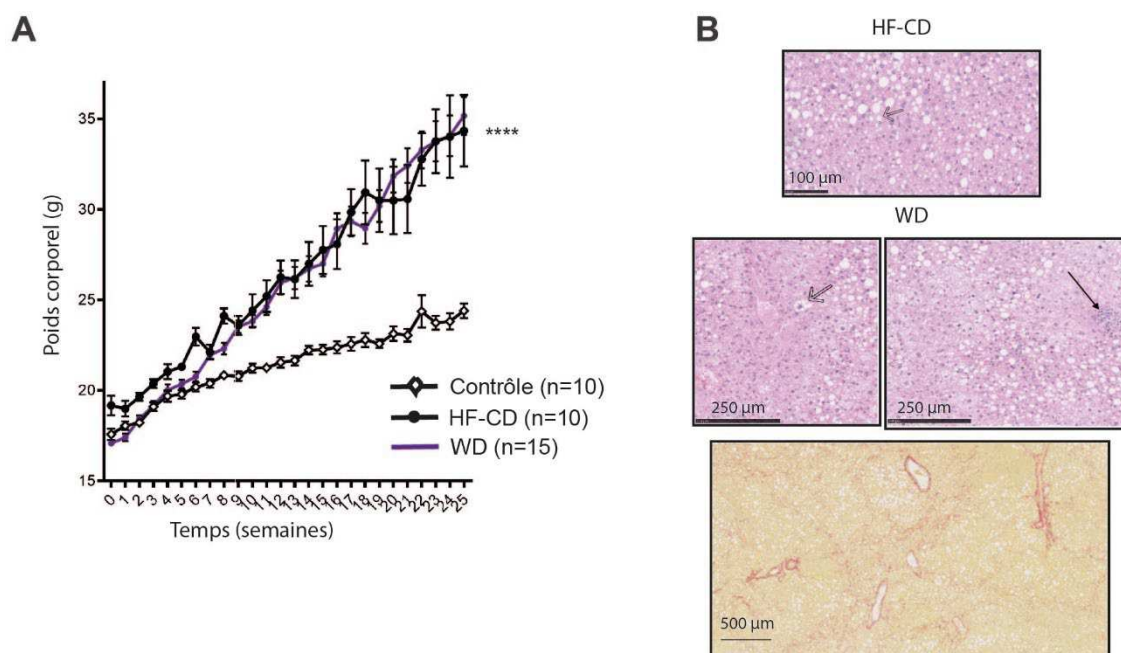 A
B
Poids corporel (g)
35
30
25
20
15
****
Contrôle (n=10)
HF-CD (n=10)
WD (n=15)
0 1 2 3 4 5 6 7 8 9 10 11 12 13 14 15 16 17 18 19 20 21 22 23 24 25
Temps (semaines)
HF-CD
100 µm
WD
250 µm
250 µm
500 µm